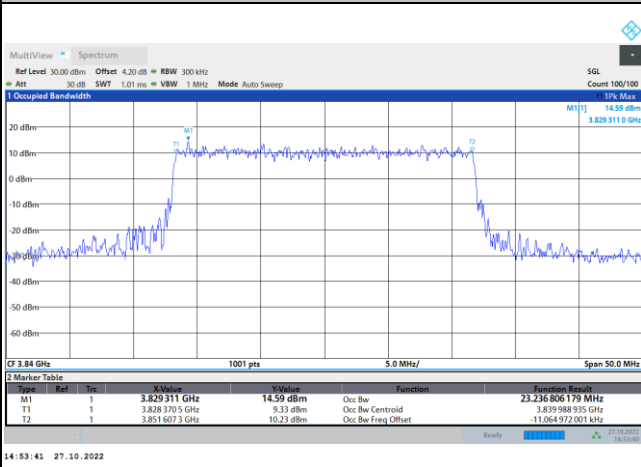 MultiView Spectrum
Ref Level 30.00 dBm Offset 4.20 dB RBW 300 kHz SGL
Att 30 dB SWT 1.01 ms VBW 1 MHz Mode Auto Sweep Count 100/100
1 Occupied Bandwidth 1Pk Max
M1[1] 14.59 dBm
3.829 311 0 GHz
20 dBm
M1
T1
T2
10 dBm
0 dBm
-10 dBm
-20 dBm
-30 dBm
-40 dBm
-50 dBm
-60 dBm
CF 3.84 GHz 1001 pts 5.0 MHz/ Span 50.0 MHz
2 Marker Table
Type Ref Trc X-Value Y-Value Function Function Result
M1 1 3.829311 GHz 14.59 dBm Occ Bw 23.236 806 179 MHz
T1 1 3.828 370 5 GHz 9.33 dBm Occ Bw Centroid 3.839 988 935 GHz
T2 1 3.851 607 3 GHz 10.23 dBm Occ Bw Freq Offset -11.064 972 001 kHz
Ready 27.10.2022
14:53:40
14:53:41 27.10.2022